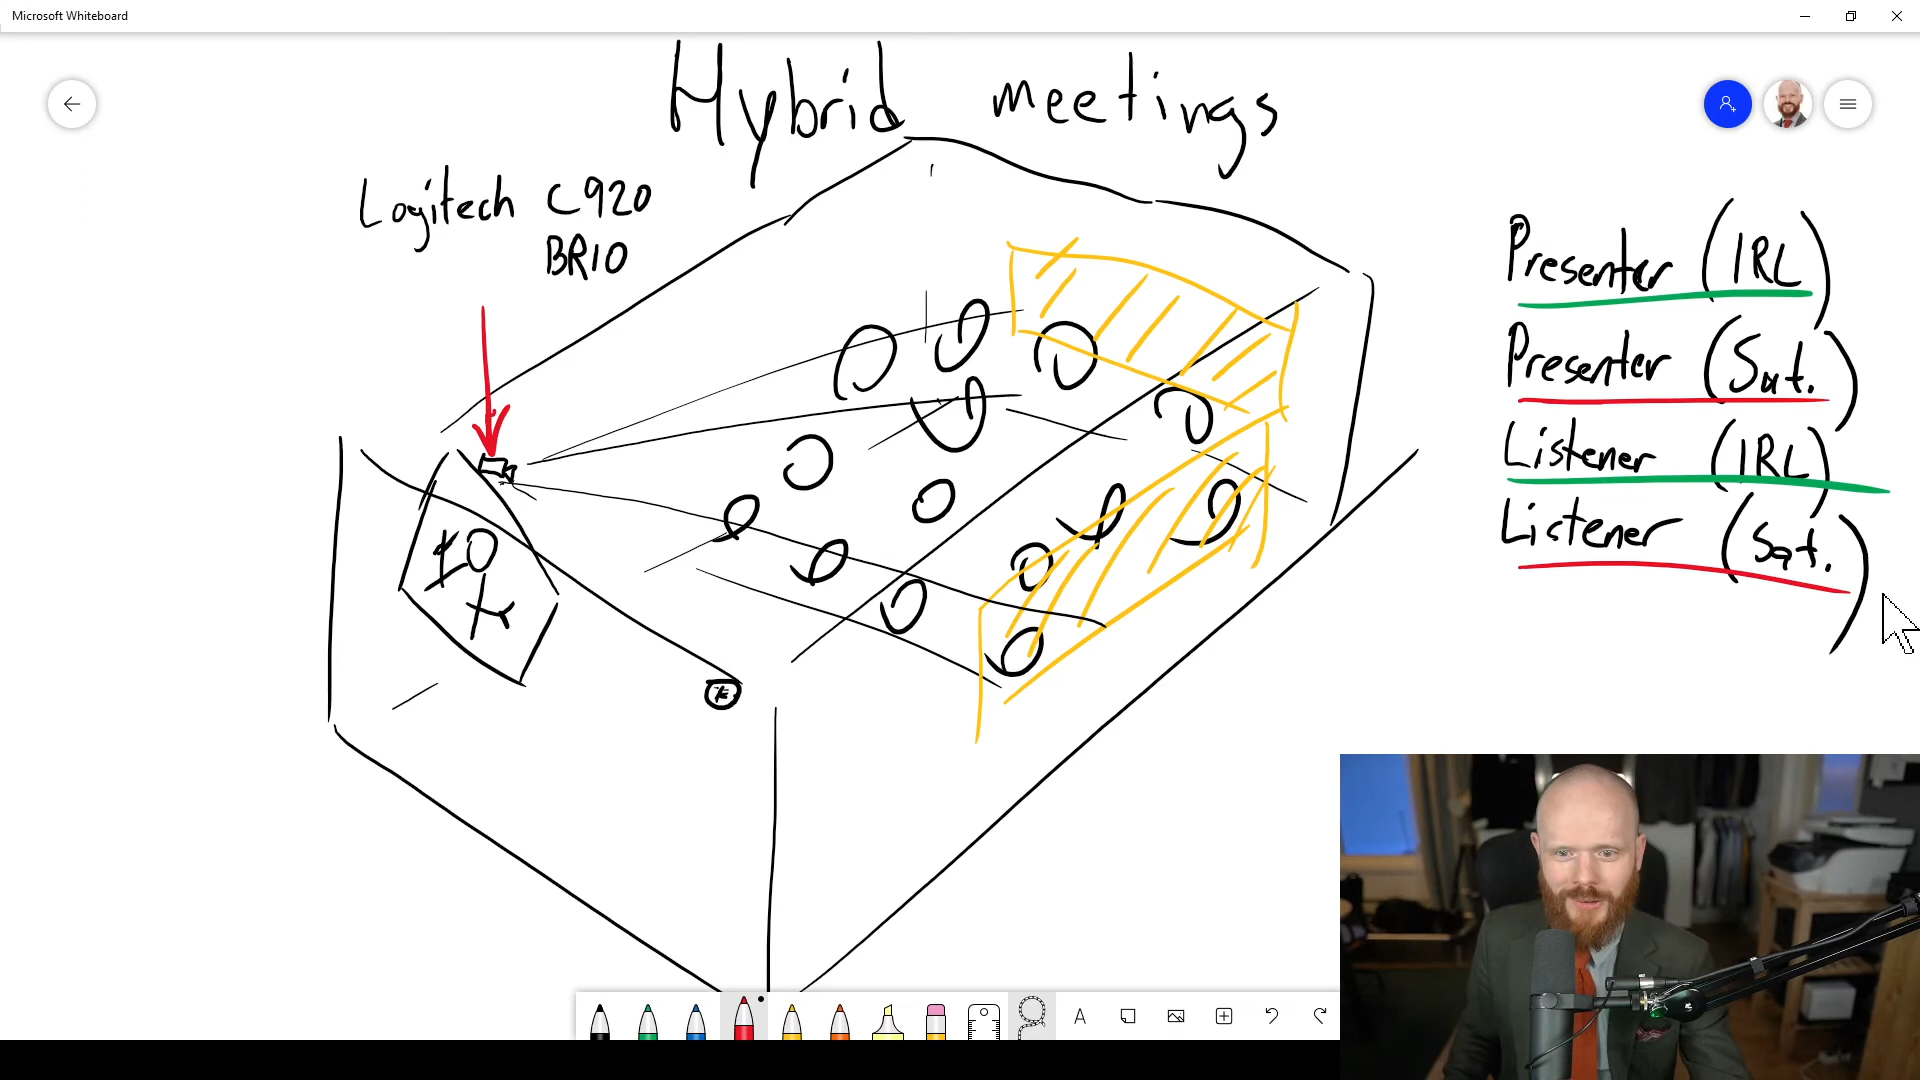 Microsoft Whiteboard
Hybrid meetings
Logitech C920
BRIO
Presenter (IRL)
Presenter (Sat.)
Listener (IRL)
Listener (Sat.)
A